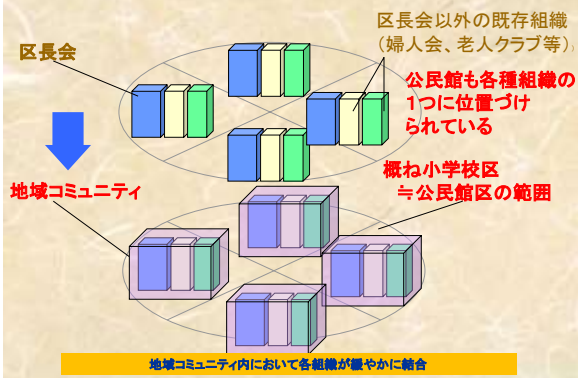 区長会以外の既存組織
(婦人会、老人クラブ等)
区長会
公民館も各種組織の
1つに位置づけ
られている
地域コミュニティ
概ね小学校区
≒公民館区の範囲
地域コミュニティ内において各組織が緩やかに結合